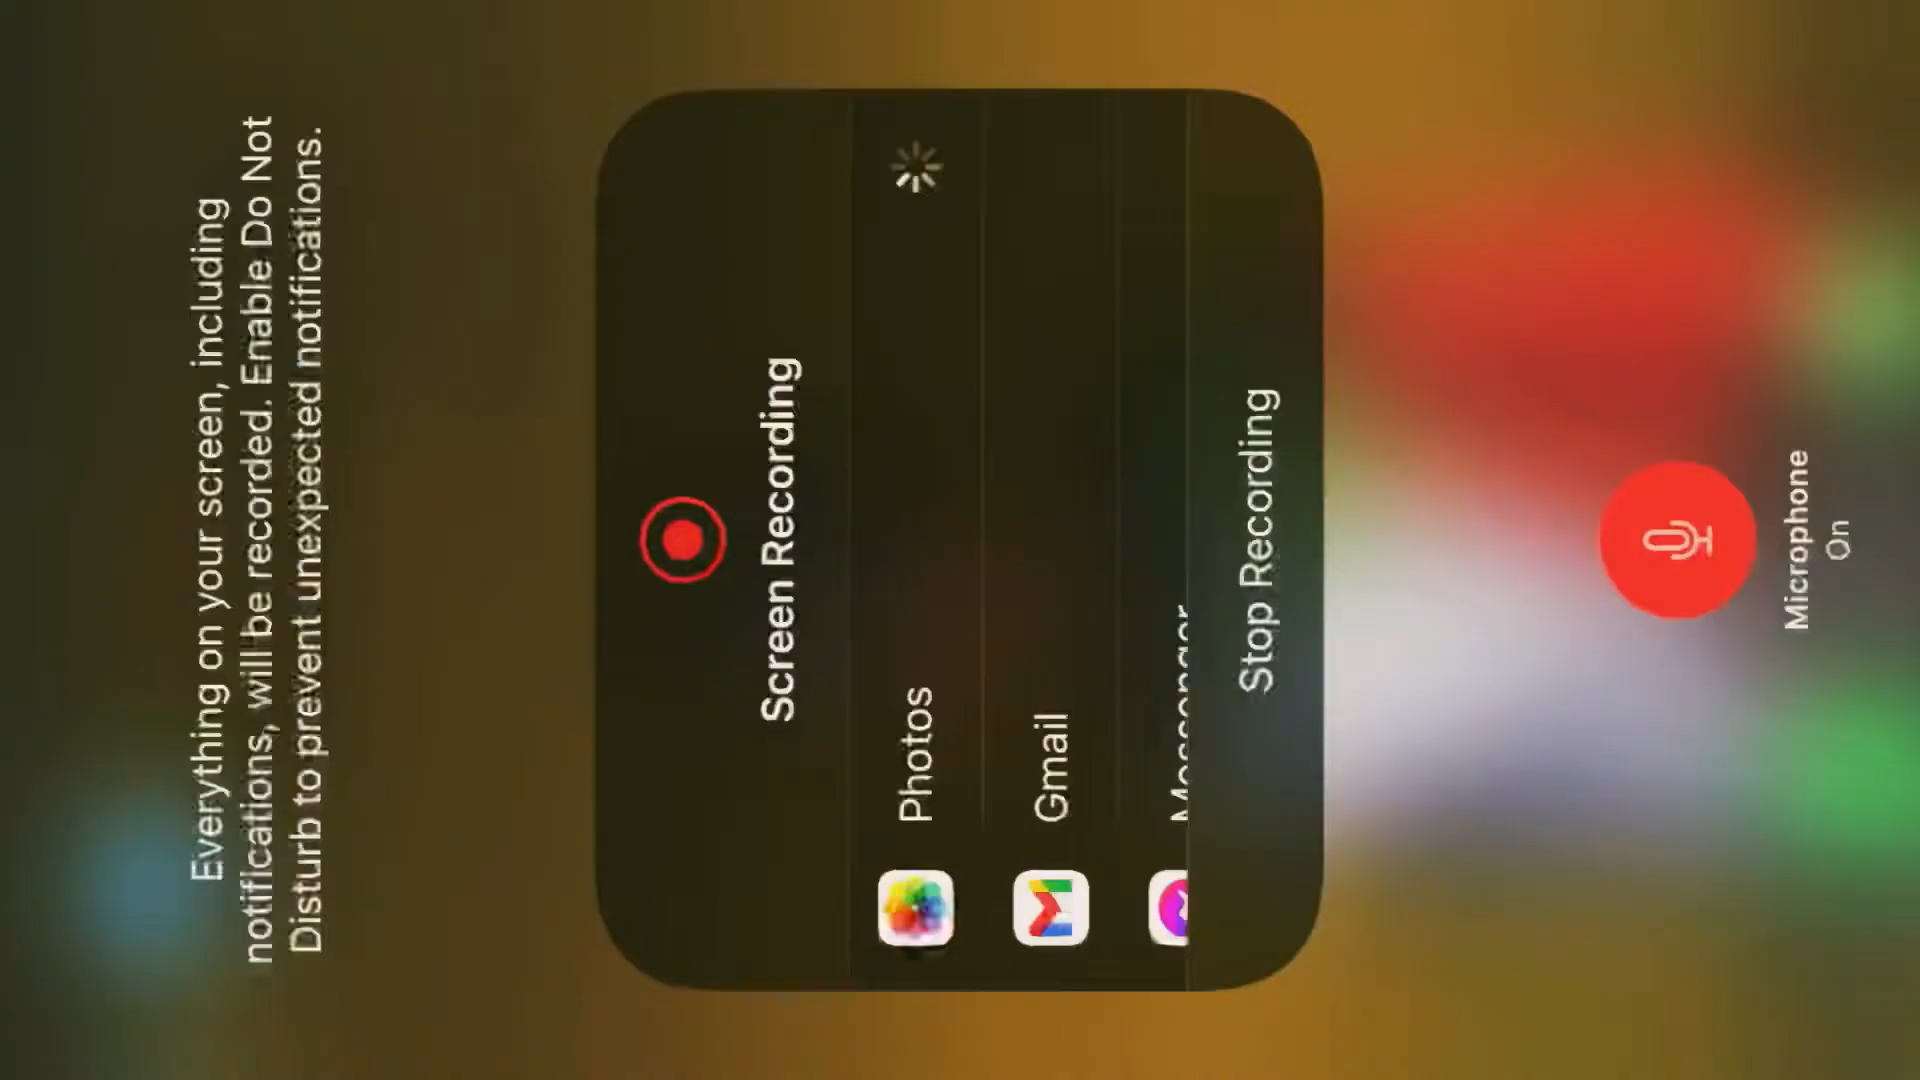 Everything on your screen, including
notifications, will be recorded. Enable Do Not
Disturb to prevent unexpected notifications.
Screen Recording
Photos
Gmail
Messenger
Stop Recording
Microphone
On